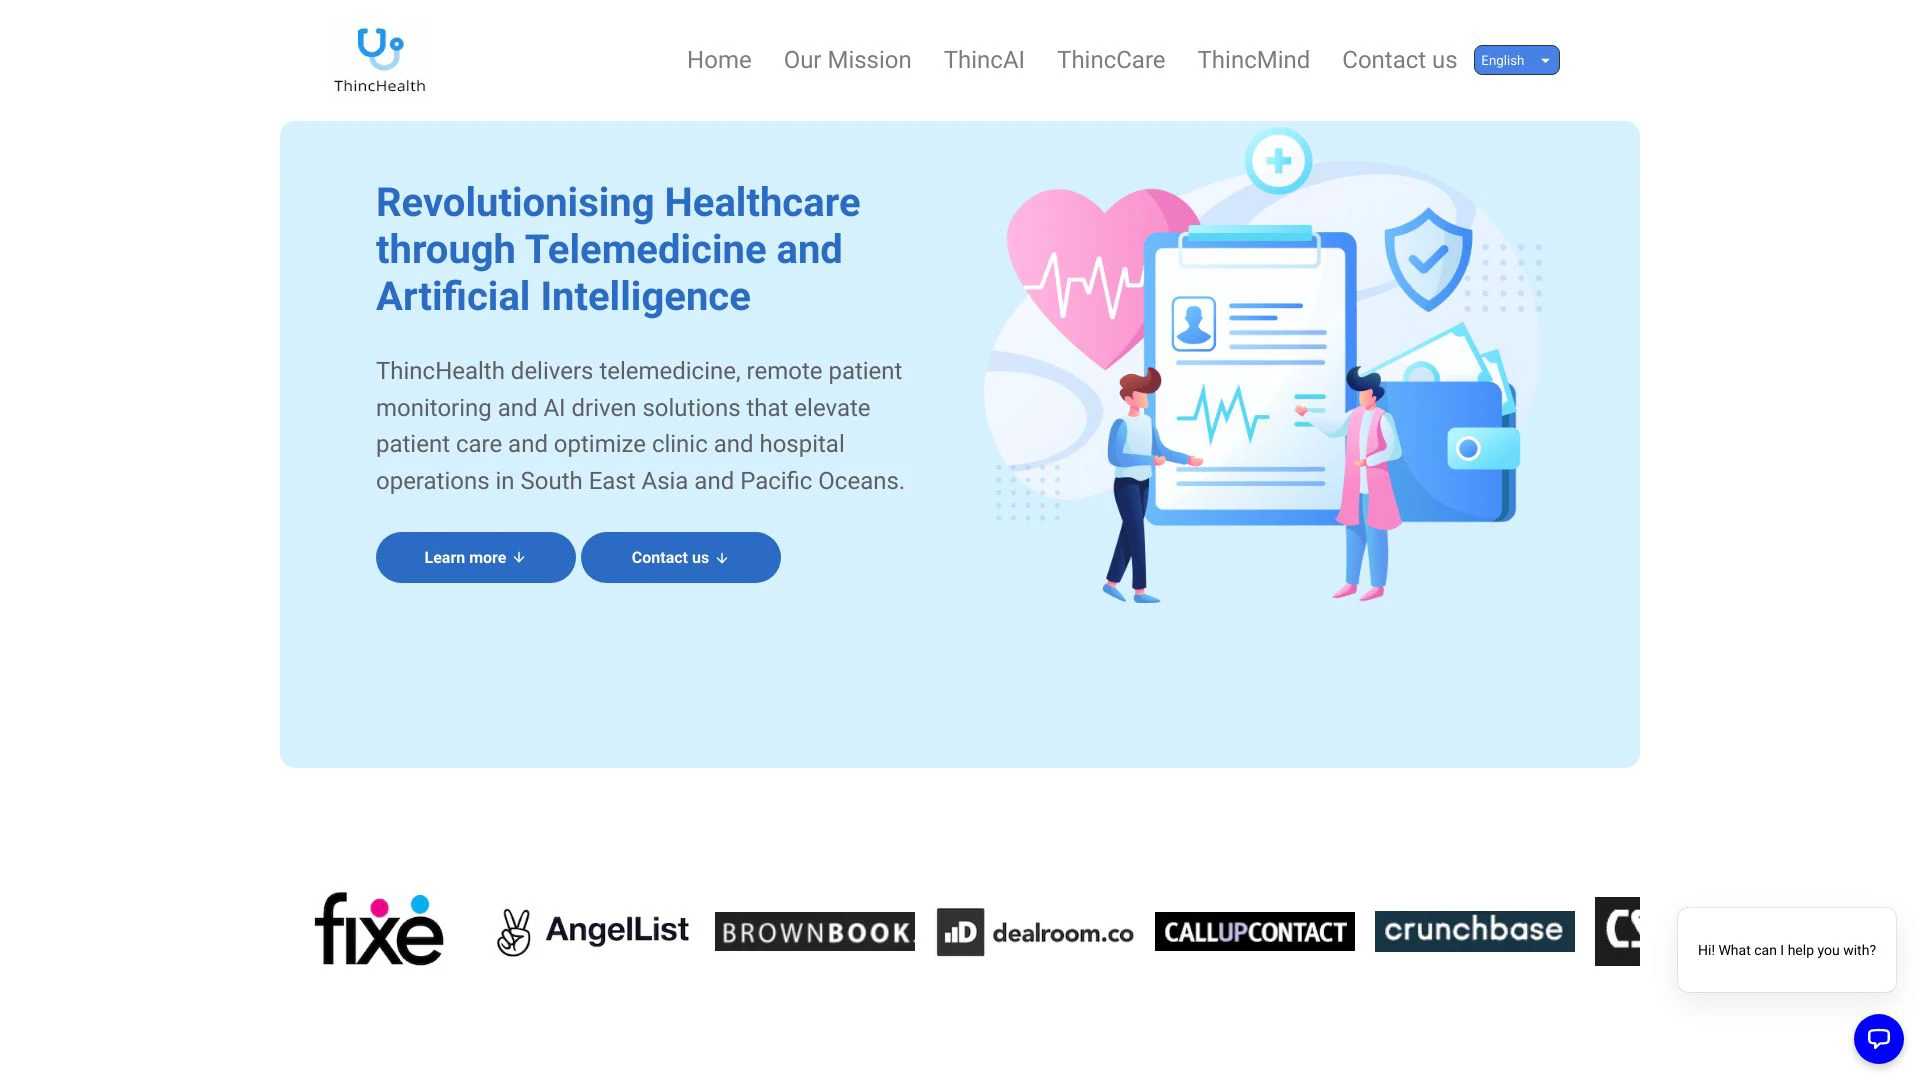 ThincHealth
Home
Our Mission
ThincAI
ThincCare
ThincMind
Contact us
English
Revolutionising Healthcare
through Telemedicine and
Artificial Intelligence
ThincHealth delivers telemedicine, remote patient
monitoring and AI driven solutions that elevate
patient care and optimize clinic and hospital
operations in South East Asia and Pacific Oceans.
Learn more
Contact us
fixe
AngelList
BROWNBOOK.
dealroom.co
CALLUPCONTACT
crunchbase
Hi! What can I help you with?